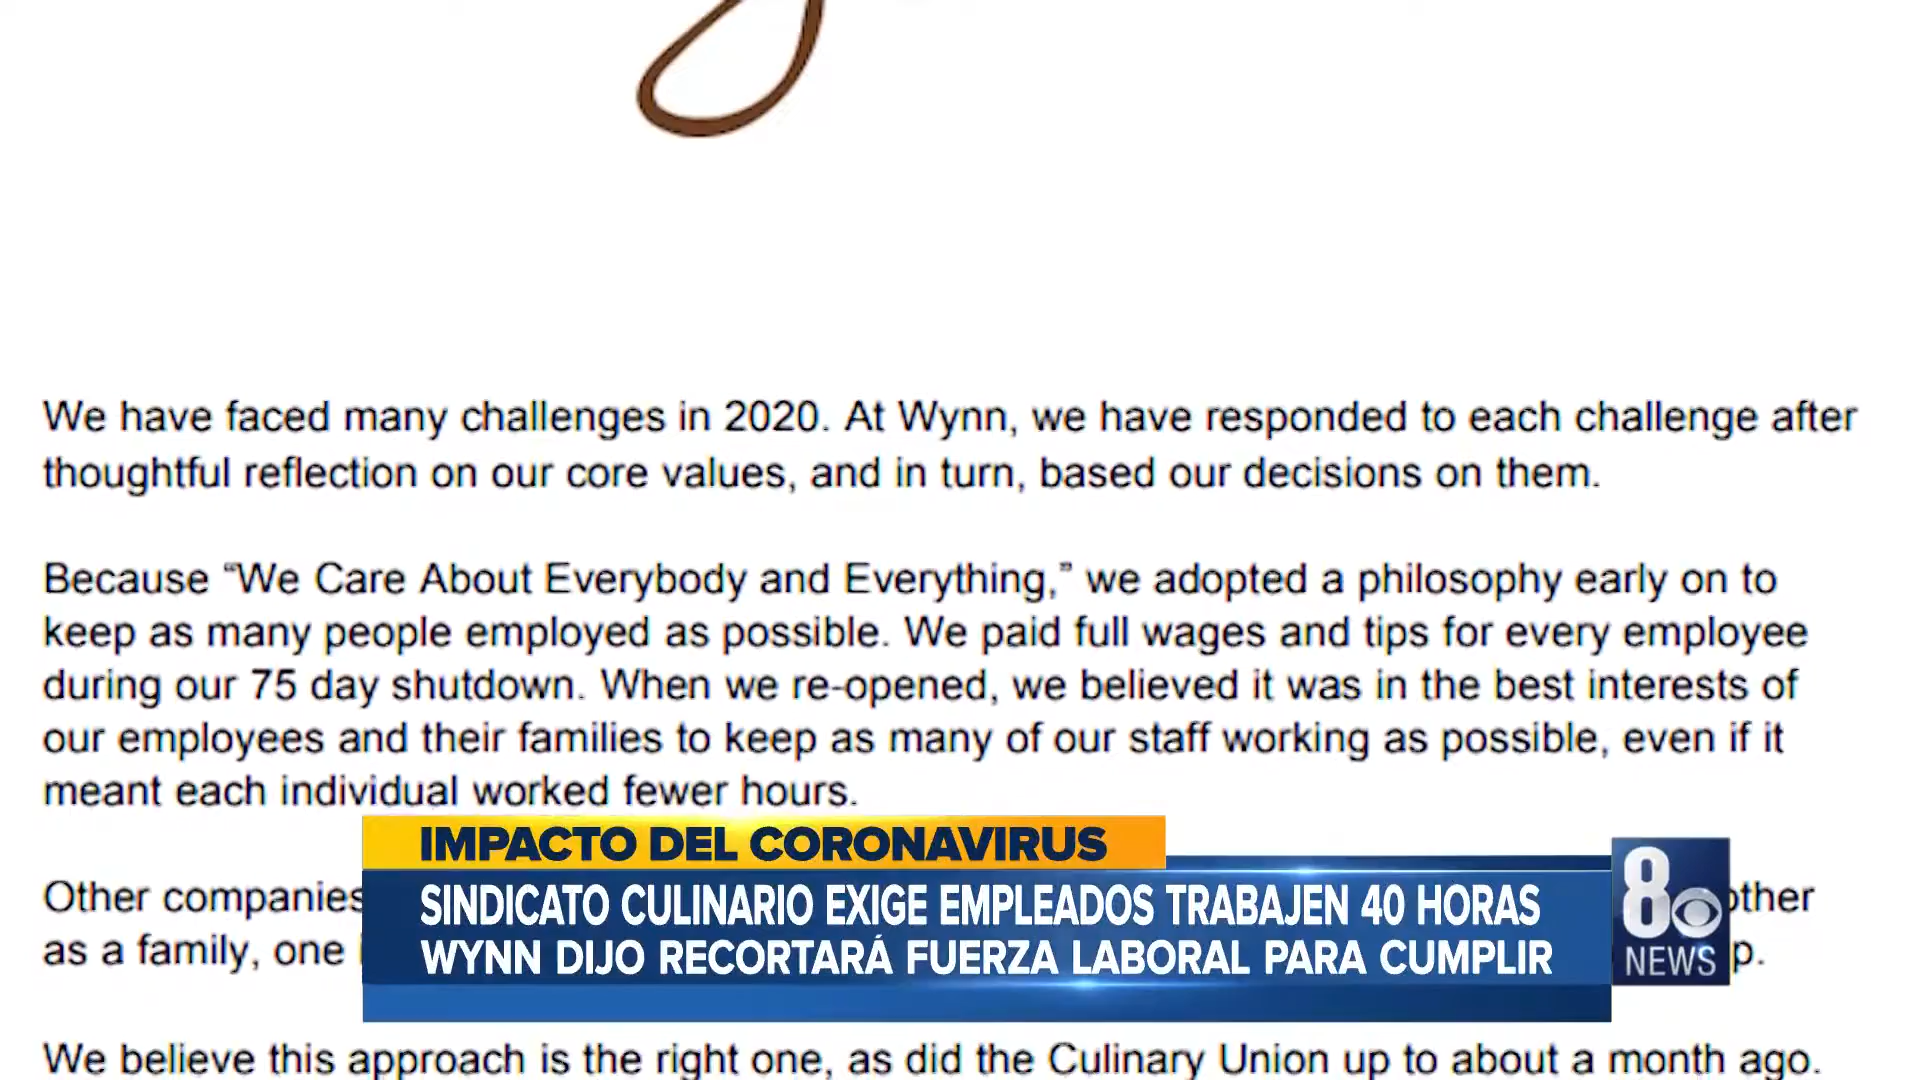 We have faced many challenges in 2020. At Wynn, we have responded to each challenge after
thoughtful reflection on our core values, and in turn, based our decisions on them.
Because “We Care About Everybody and Everything,” we adopted a philosophy early on to
keep as many people employed as possible. We paid full wages and tips for every employee
during our 75 day shutdown. When we re-opened, we believed it was in the best interests of
our employees and their families to keep as many of our staff working as possible, even if it
meant each individual worked fewer hours.
IMPACTO DEL CORONAVIRUS
Other companies other
as a family, one p.
SINDICATO CULINARIO EXIGE EMPLEADOS TRABAJEN 40 HORAS
WYNN DIJO RECORTARÁ FUERZA LABORAL PARA CUMPLIR
8
NEWS
We believe this approach is the right one, as did the Culinary Union up to about a month ago.